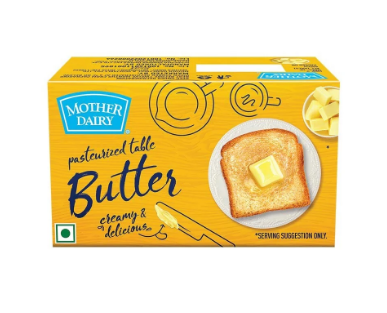 MOTHER
DAIRY
pasteurized table
Butter
creamy &
delicious
*SERVING SUGGESTION ONLY.